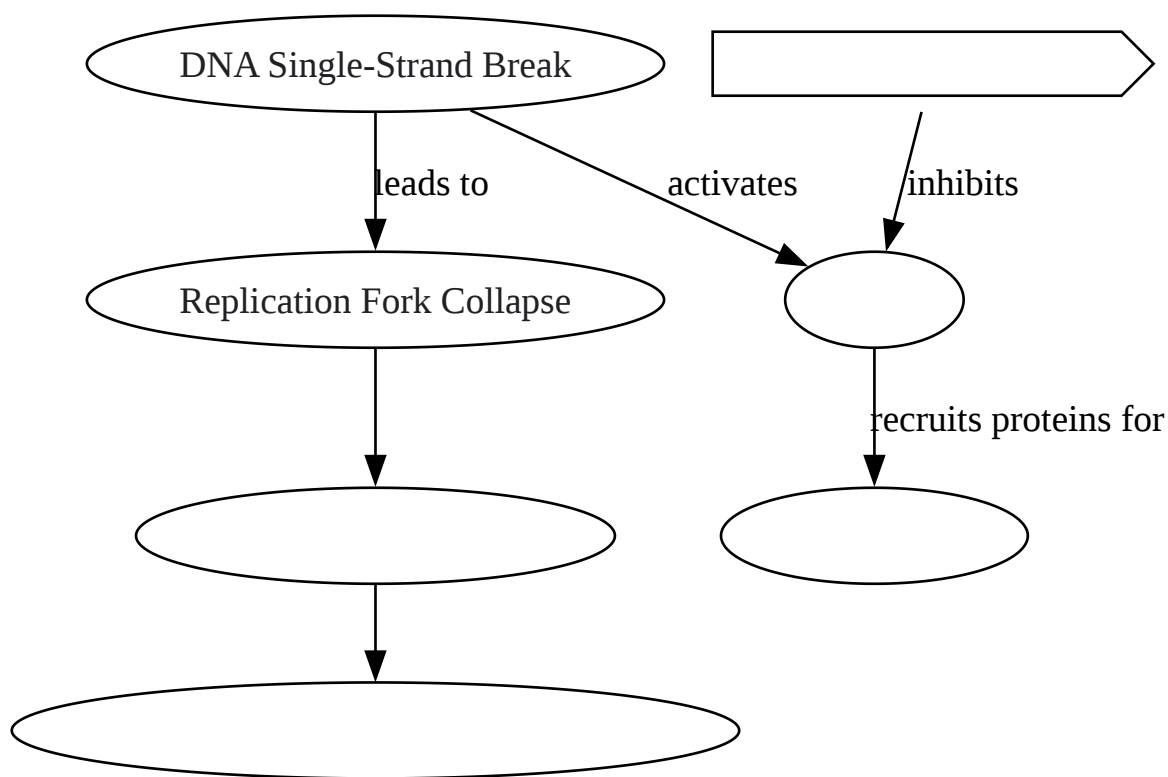 DNA Single-Strand Break
leads to
activates
inhibits
Replication Fork Collapse
recruits proteins for